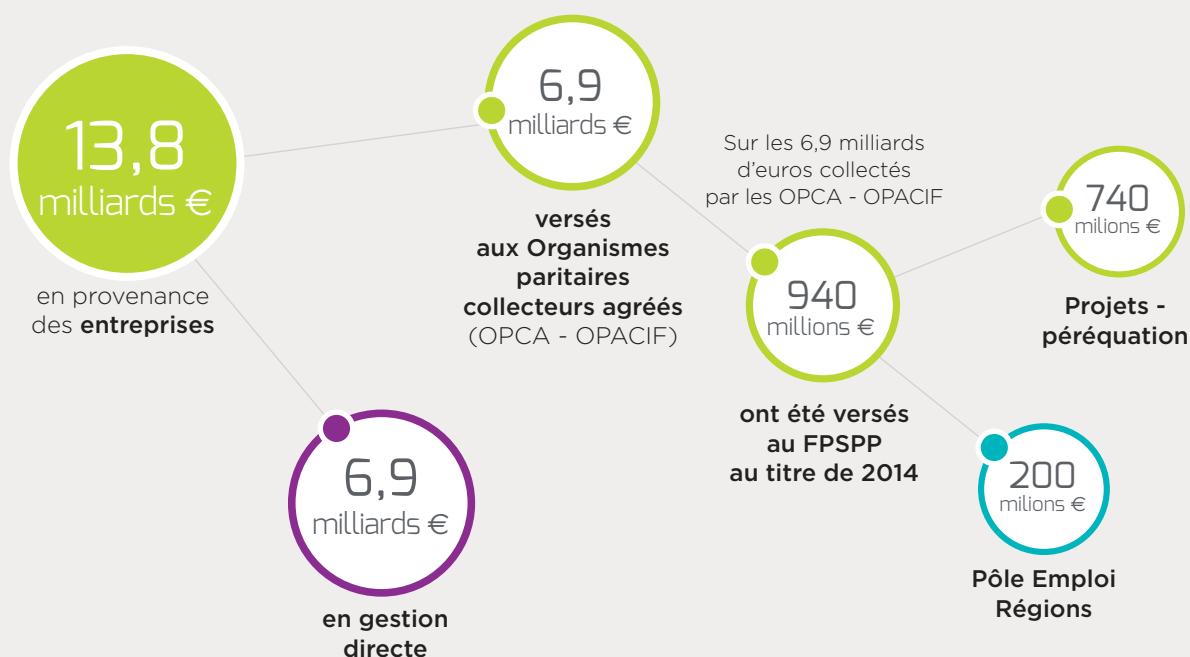 13,8
milliards €
en provenance
des entreprises
6,9
milliards €
versés
aux Organismes
paritaires
collecteurs agréés
(OPCA - OPACIF)
6,9
milliards €
en gestion
directe
Sur les 6,9 milliards
d'euros collectés
par les OPCA - OPACIF
940
millions €
ont été versés
au FPSPP
au titre de 2014
740
milions €
Projets -
péréquation
200
milions €
Pôle Emploi
Régions